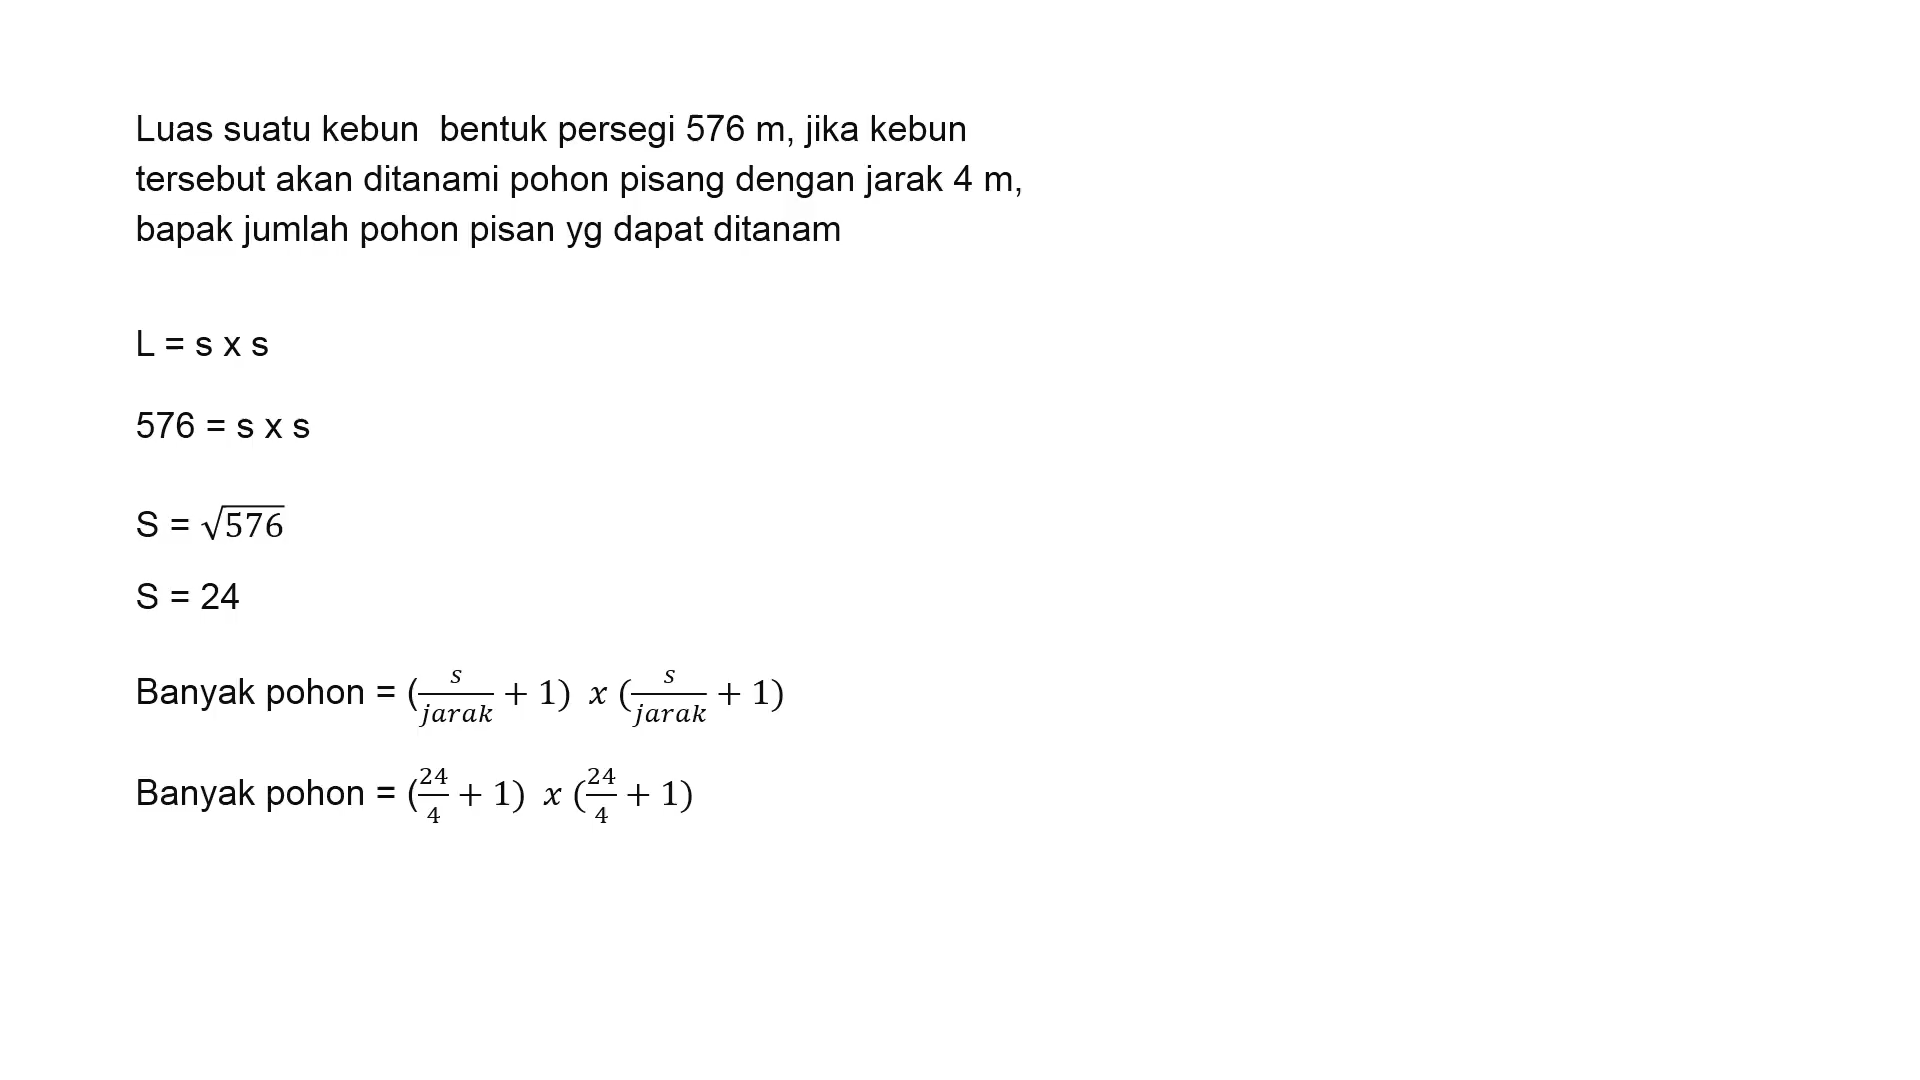 Luas suatu kebun  bentuk persegi 576 m, jika kebun
tersebut akan ditanami pohon pisang dengan jarak 4 m,
bapak jumlah pohon pisan yg dapat ditanam
L = s x s
576 = s x s
S = √576
S = 24
Banyak pohon = (s/jarak + 1) x (s/jarak + 1)
Banyak pohon = (24/4 + 1) x (24/4 + 1)